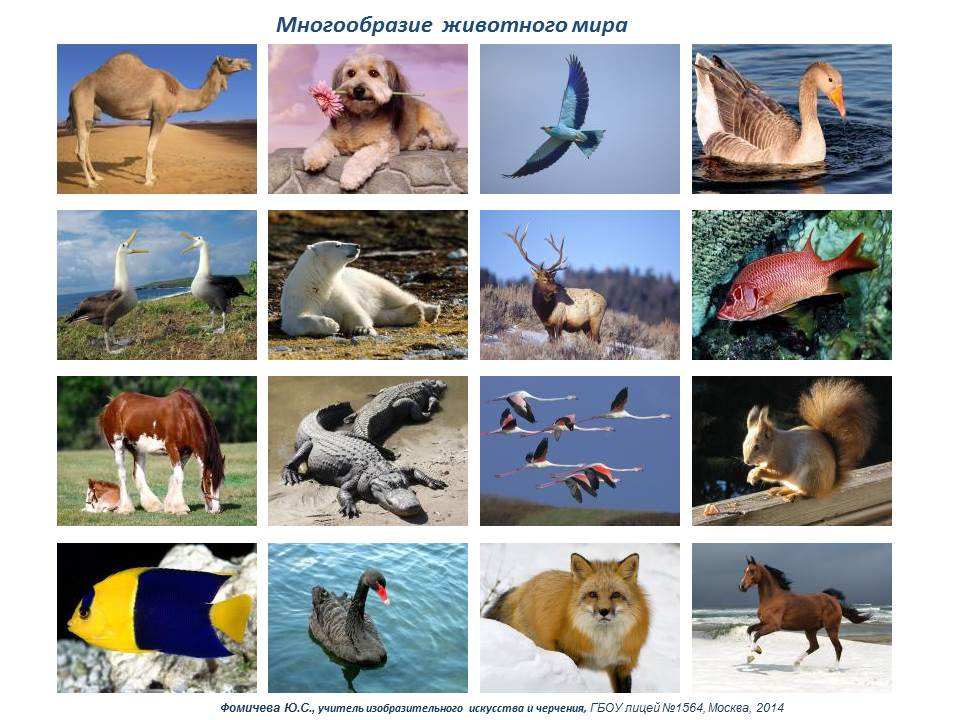 Многообразие животного мира
Фомичева Ю.С., учитель изобразительного искусства и черчения, ГБОУ лицей №1564, Москва, 2014